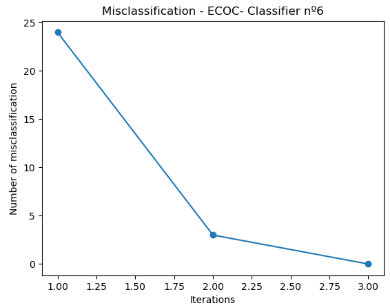 Misclassification - ECOC- Classifier nº6
Number of misclassification
25
20
15
10
5
0
1.00 1.25 1.50 1.75 2.00 2.25 2.50 2.75 3.00
Iterations